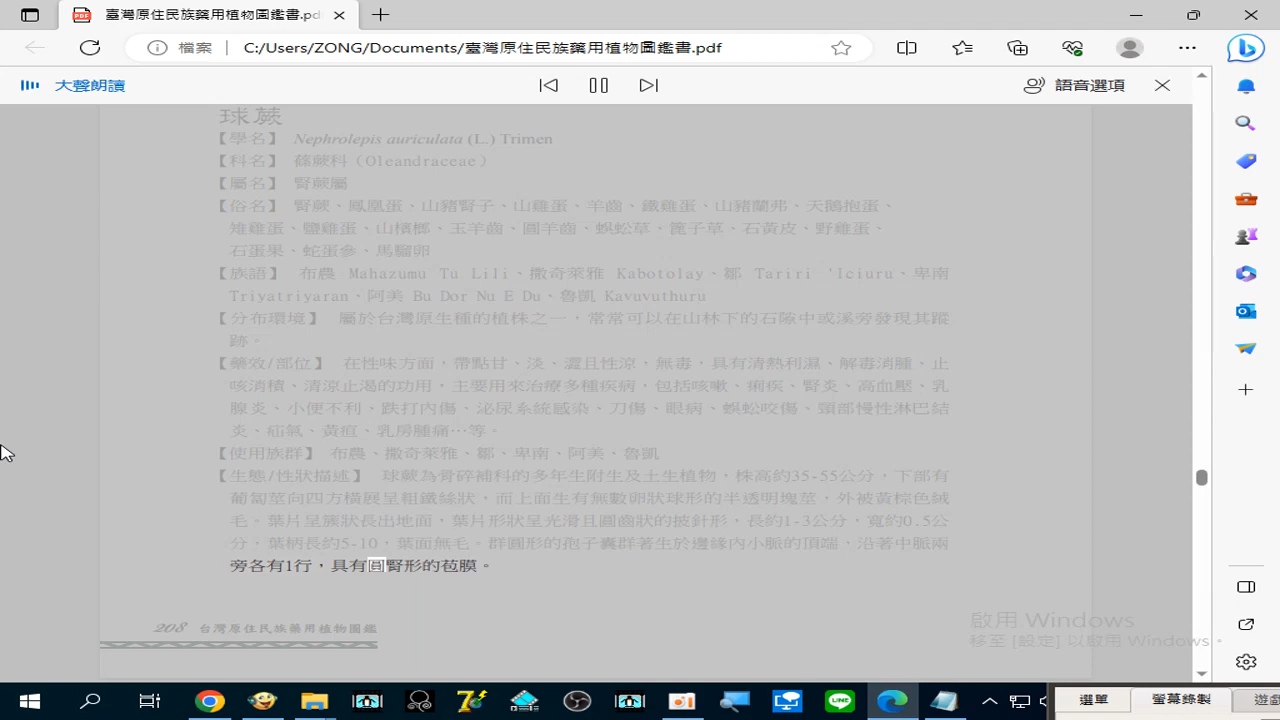 臺灣原住民族藥用植物圖鑑書.pd
檔案 C:/Users/ZONG/Documents/臺灣原住民族藥用植物圖鑑書.pdf
大聲朗讀
語音選項
球蕨
【學名】 Nephrolepis auriculata (L.) Trimen
【科名】 蓧蕨科（Oleandraceae）
【屬名】 腎蕨屬
【俗名】 腎蕨、鳳凰蛋、山豬腎子、山雞蛋、羊齒、鐵雞蛋、山豬蘭弗、天鵝抱蛋、
雉雞蛋、鹽雞蛋、山檳榔、玉羊齒、圓羊齒、蜈蚣草、篦子草、石黃皮、野雞蛋、
石蛋果、蛇蛋參、馬騮卵
【族語】 布農 Mahazumu Tu Lili、撒奇萊雅 Kabotolay、鄒 Tariri 'Iciuru、卑南
Triyatriyaran、阿美 Bu Dor Nu E Du、魯凱 Kavuvuthuru
【分布環境】 屬於台灣原生種的植株之一，常常可以在山林下的石隙中或溪旁發現其蹤
跡。
【藥效/部位】 在性味方面，帶點甘、淡、澀且性涼，無毒，具有清熱利濕、解毒消腫、止
咳消積、清涼止渴的功用，主要用來治療多種疾病，包括咳嗽、痢疾、腎炎、高血壓、乳
腺炎、小便不利、跌打內傷、泌尿系統感染、刀傷、眼病、蜈蚣咬傷、頸部慢性淋巴結
炎、疝氣、黃疸、乳房腫痛…等。
【使用族群】 布農、撒奇萊雅、鄒、卑南、阿美、魯凱
【生態/性狀描述】 球蕨為骨碎補科的多年生附生及土生植物，株高約35-55公分，下部有
葡匐莖向四方橫展呈粗鐵絲狀，而上面生有無數卵狀球形的半透明塊莖，外被黃棕色絨
毛。葉片呈簇狀長出地面，葉片形狀呈光滑且圓齒狀的披針形，長約1-3公分，寬約0.5公
分，葉柄長約5-10，葉面無毛。群圓形的孢子囊群著生於邊緣內小脈的頂端，沿著中脈兩
旁各有1行，具有圓腎形的苞膜。
208 台灣原住民族藥用植物圖鑑
啟用 Windows
移至 [設定] 以啟用 Windows。
選單 螢幕錄製 遊戲